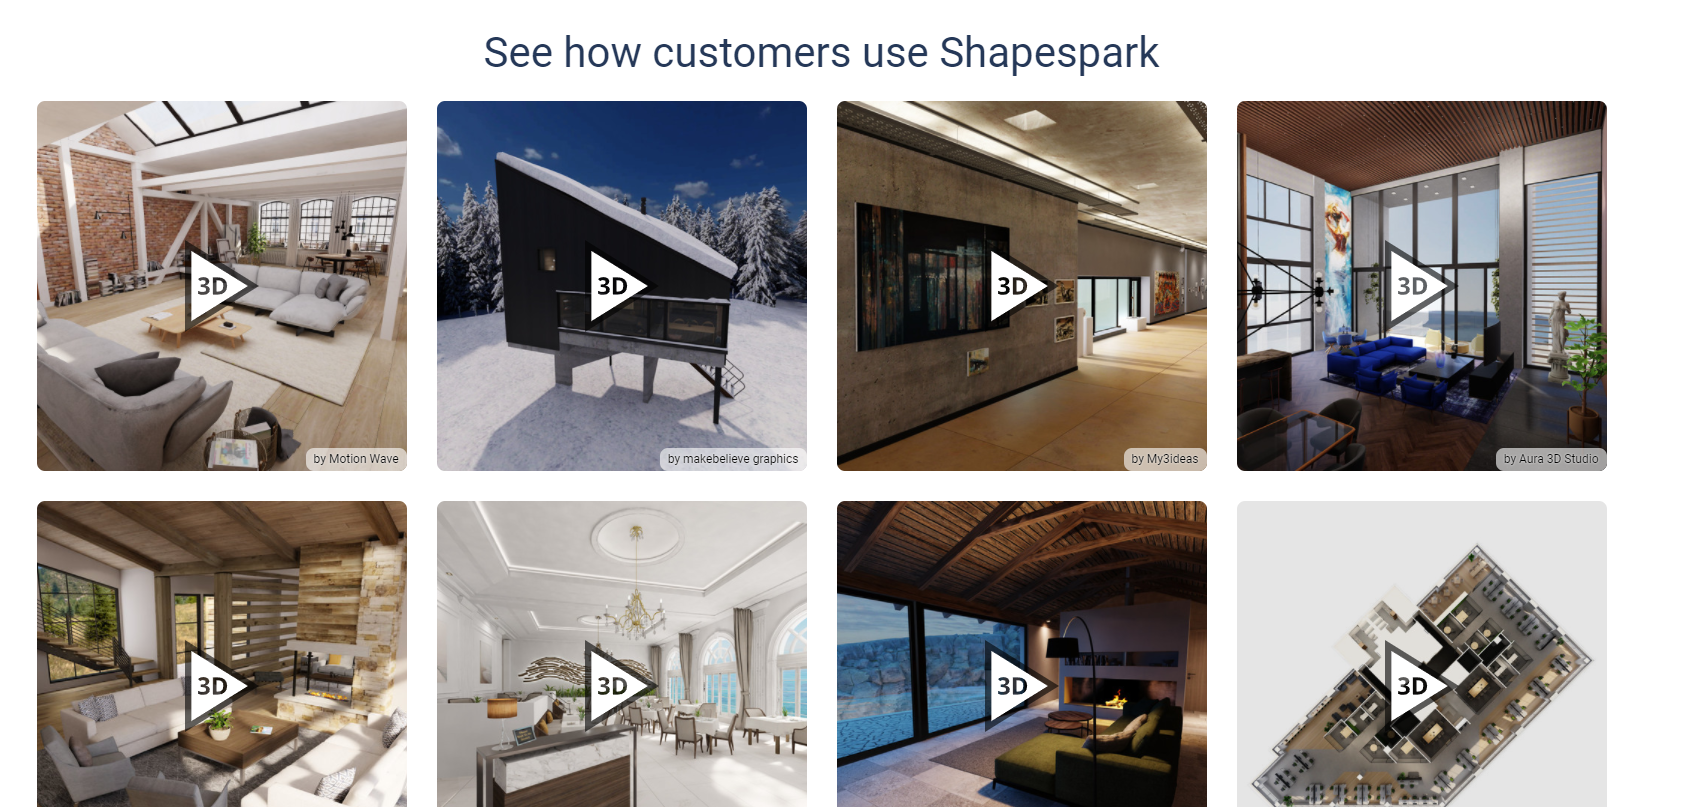 See how customers use Shapespark
3D
3D
3D
3D
by Motion Wave
by makebelieve graphics
by My3ideas
by Aura 3D Studio
3D
3D
3D
3D